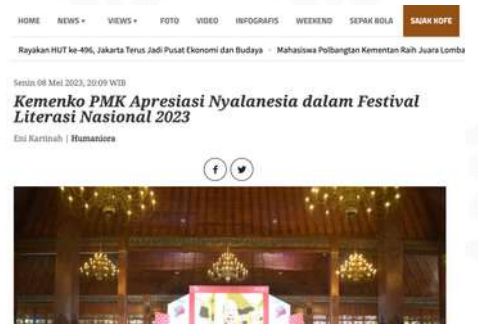 HOME NEWS VIEWS FOTO VIDEO INFOGRAFIS WEEKEND SEPAK BOLA SAJAK KOFE
Rayakan HUT ke-496, Jakarta Terus Jadi Pusat Ekonomi dan Budaya · Mahasiswa Polbangtan Kementan Raih Juara Lomba
Senin 08 Mei 2023, 20:09 WIB
Kemenko PMK Apresiasi Nyalanesia dalam Festival
Literasi Nasional 2023
Eni Kartinah | Humaniora